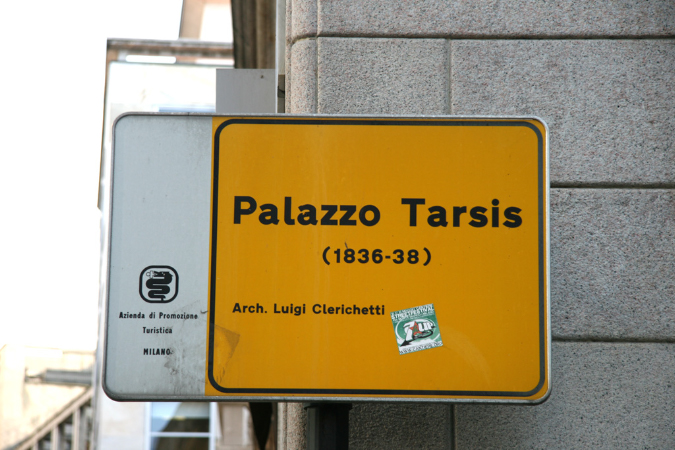 Palazzo Tarsis
(1836-38)
Arch. Luigi Clerichetti
Azienda di Promozione
Turistica
MILANO